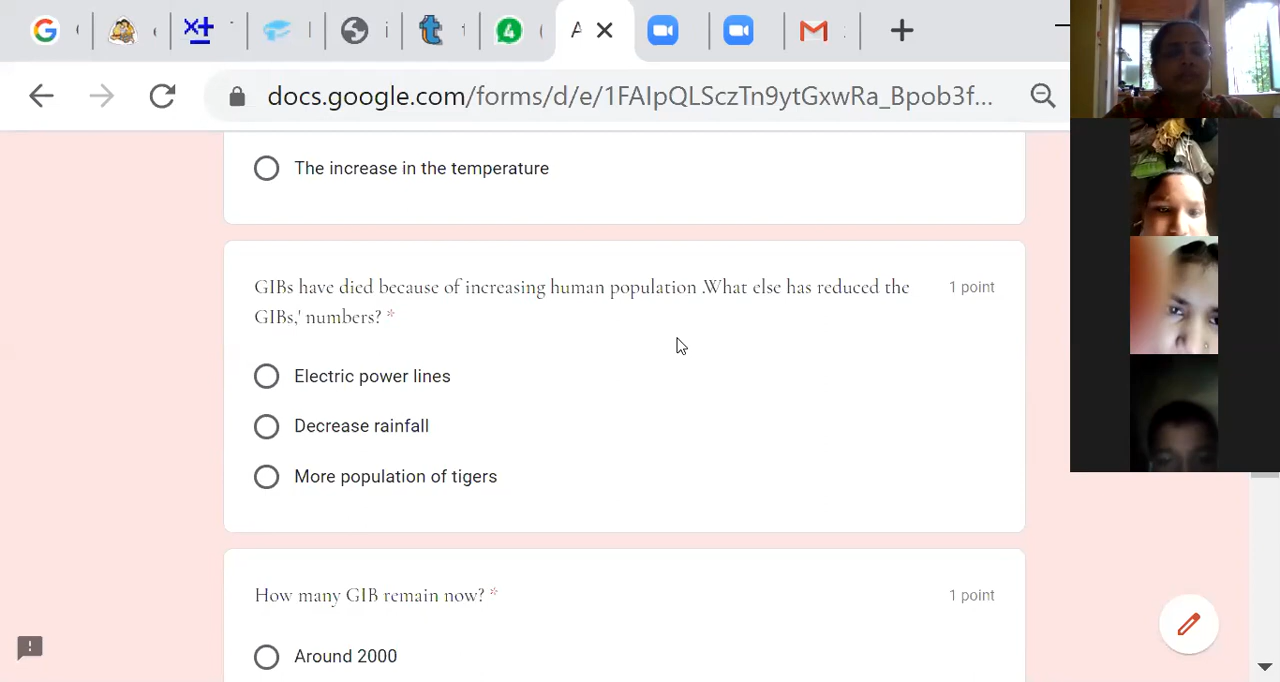 docs.google.com/forms/d/e/1FAIpQLSczTn9ytGxwRa_Bpob3f...
The increase in the temperature
GIBs have died because of increasing human population .What else has reduced the
GIBs,' numbers? *
1 point
Electric power lines
Decrease rainfall
More population of tigers
How many GIB remain now? *
1 point
Around 2000